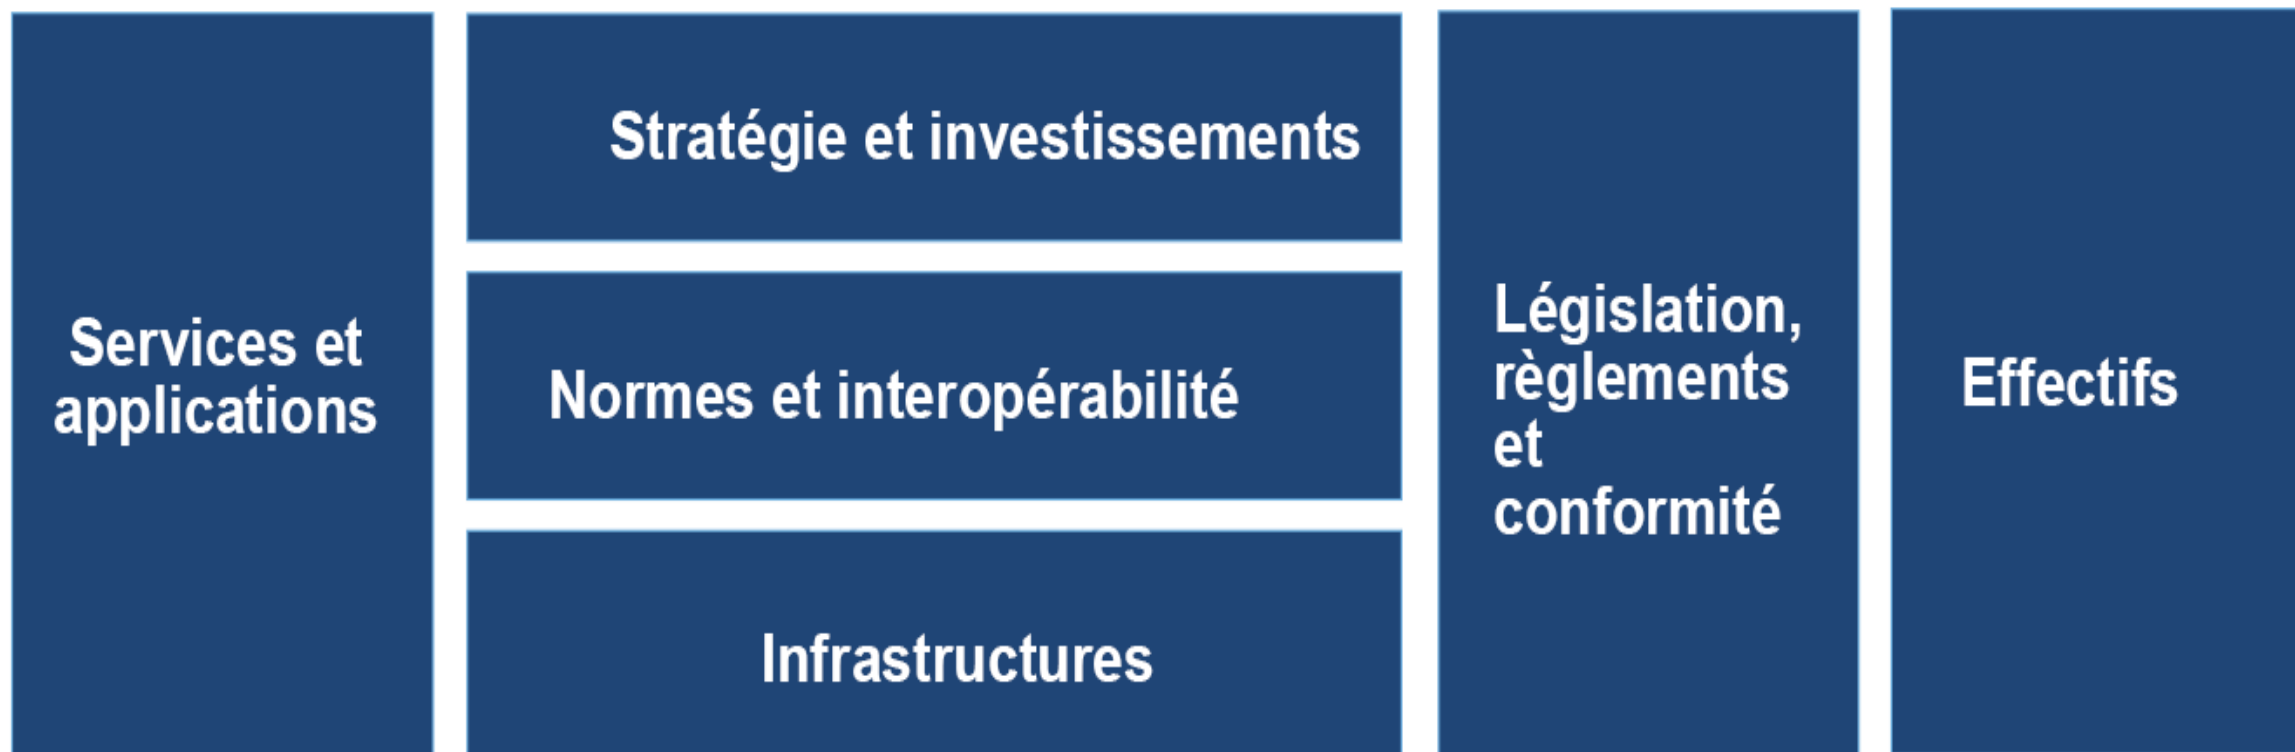 Services et
applications
Stratégie et investissements
Normes et interopérabilité
Infrastructures
Législation,
règlements
et
conformité
Effectifs